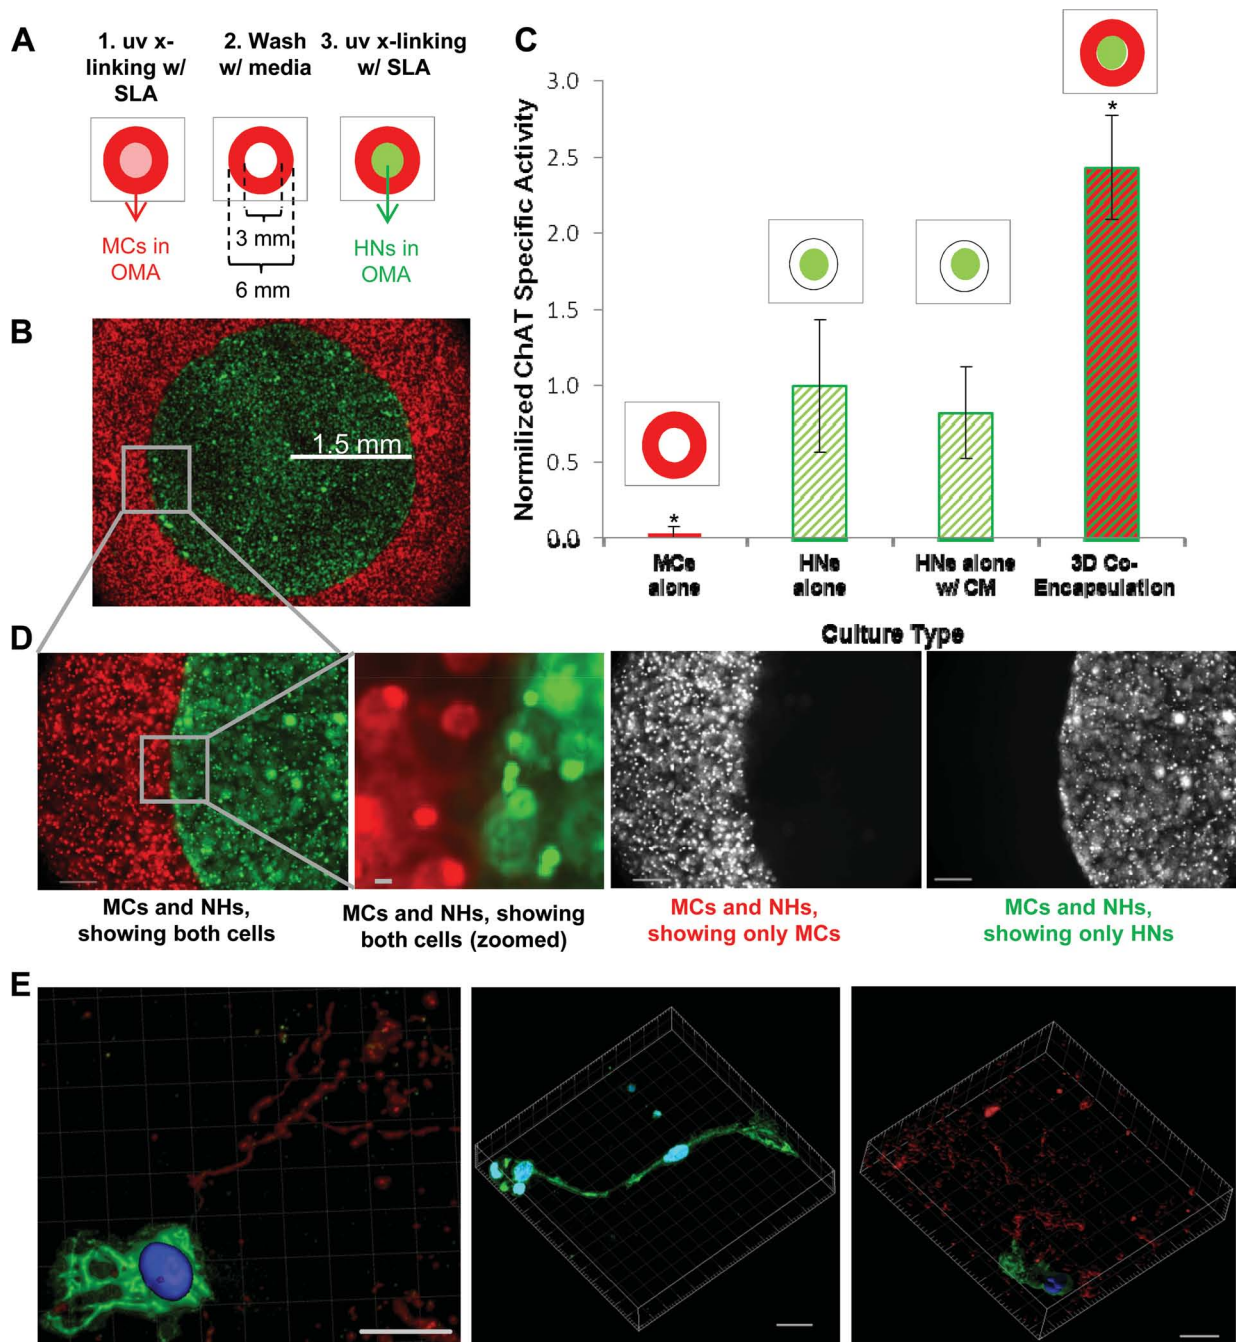 A
1. uv x-
linking w/
SLA
2. Wash
w/ media
3. uv x-linking
w/ SLA
MCs in
OMA
3 mm
6 mm
HNs in
OMA
B
1.5 mm
C
Normilized ChAT Specific Activity
3.0
2.5
2.0
1.5
1.0
0.5
0.0
*
*
MCs
alone
HNs
alone
HNs alone
w/ CM
3D Co-
Encapsulation
Culture Type
D
MCs and NHs,
showing both cells
MCs and NHs, showing
both cells (zoomed)
MCs and NHs,
showing only MCs
MCs and NHs,
showing only HNs
E